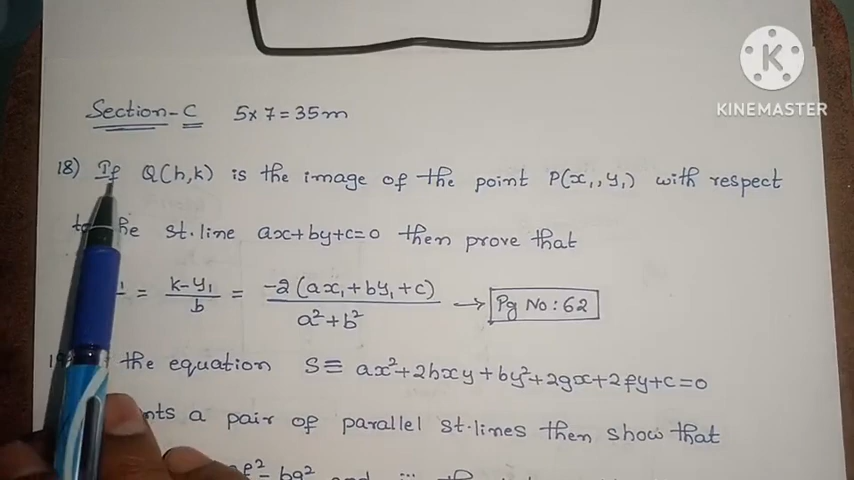 KINEMASTER
Section-C 5x7=35m
18) If Q(h,k) is the image of the point P(x₁,y₁) with respect
st.line ax+by+c=0 then prove that
= k-y₁/b = -2(ax₁+by₁+c)/a²+b² → Pg No:62
the equation S≡ ax²+2hxy+by²+2gx+2fy+c=0
a pair of parallel st.lines then show that